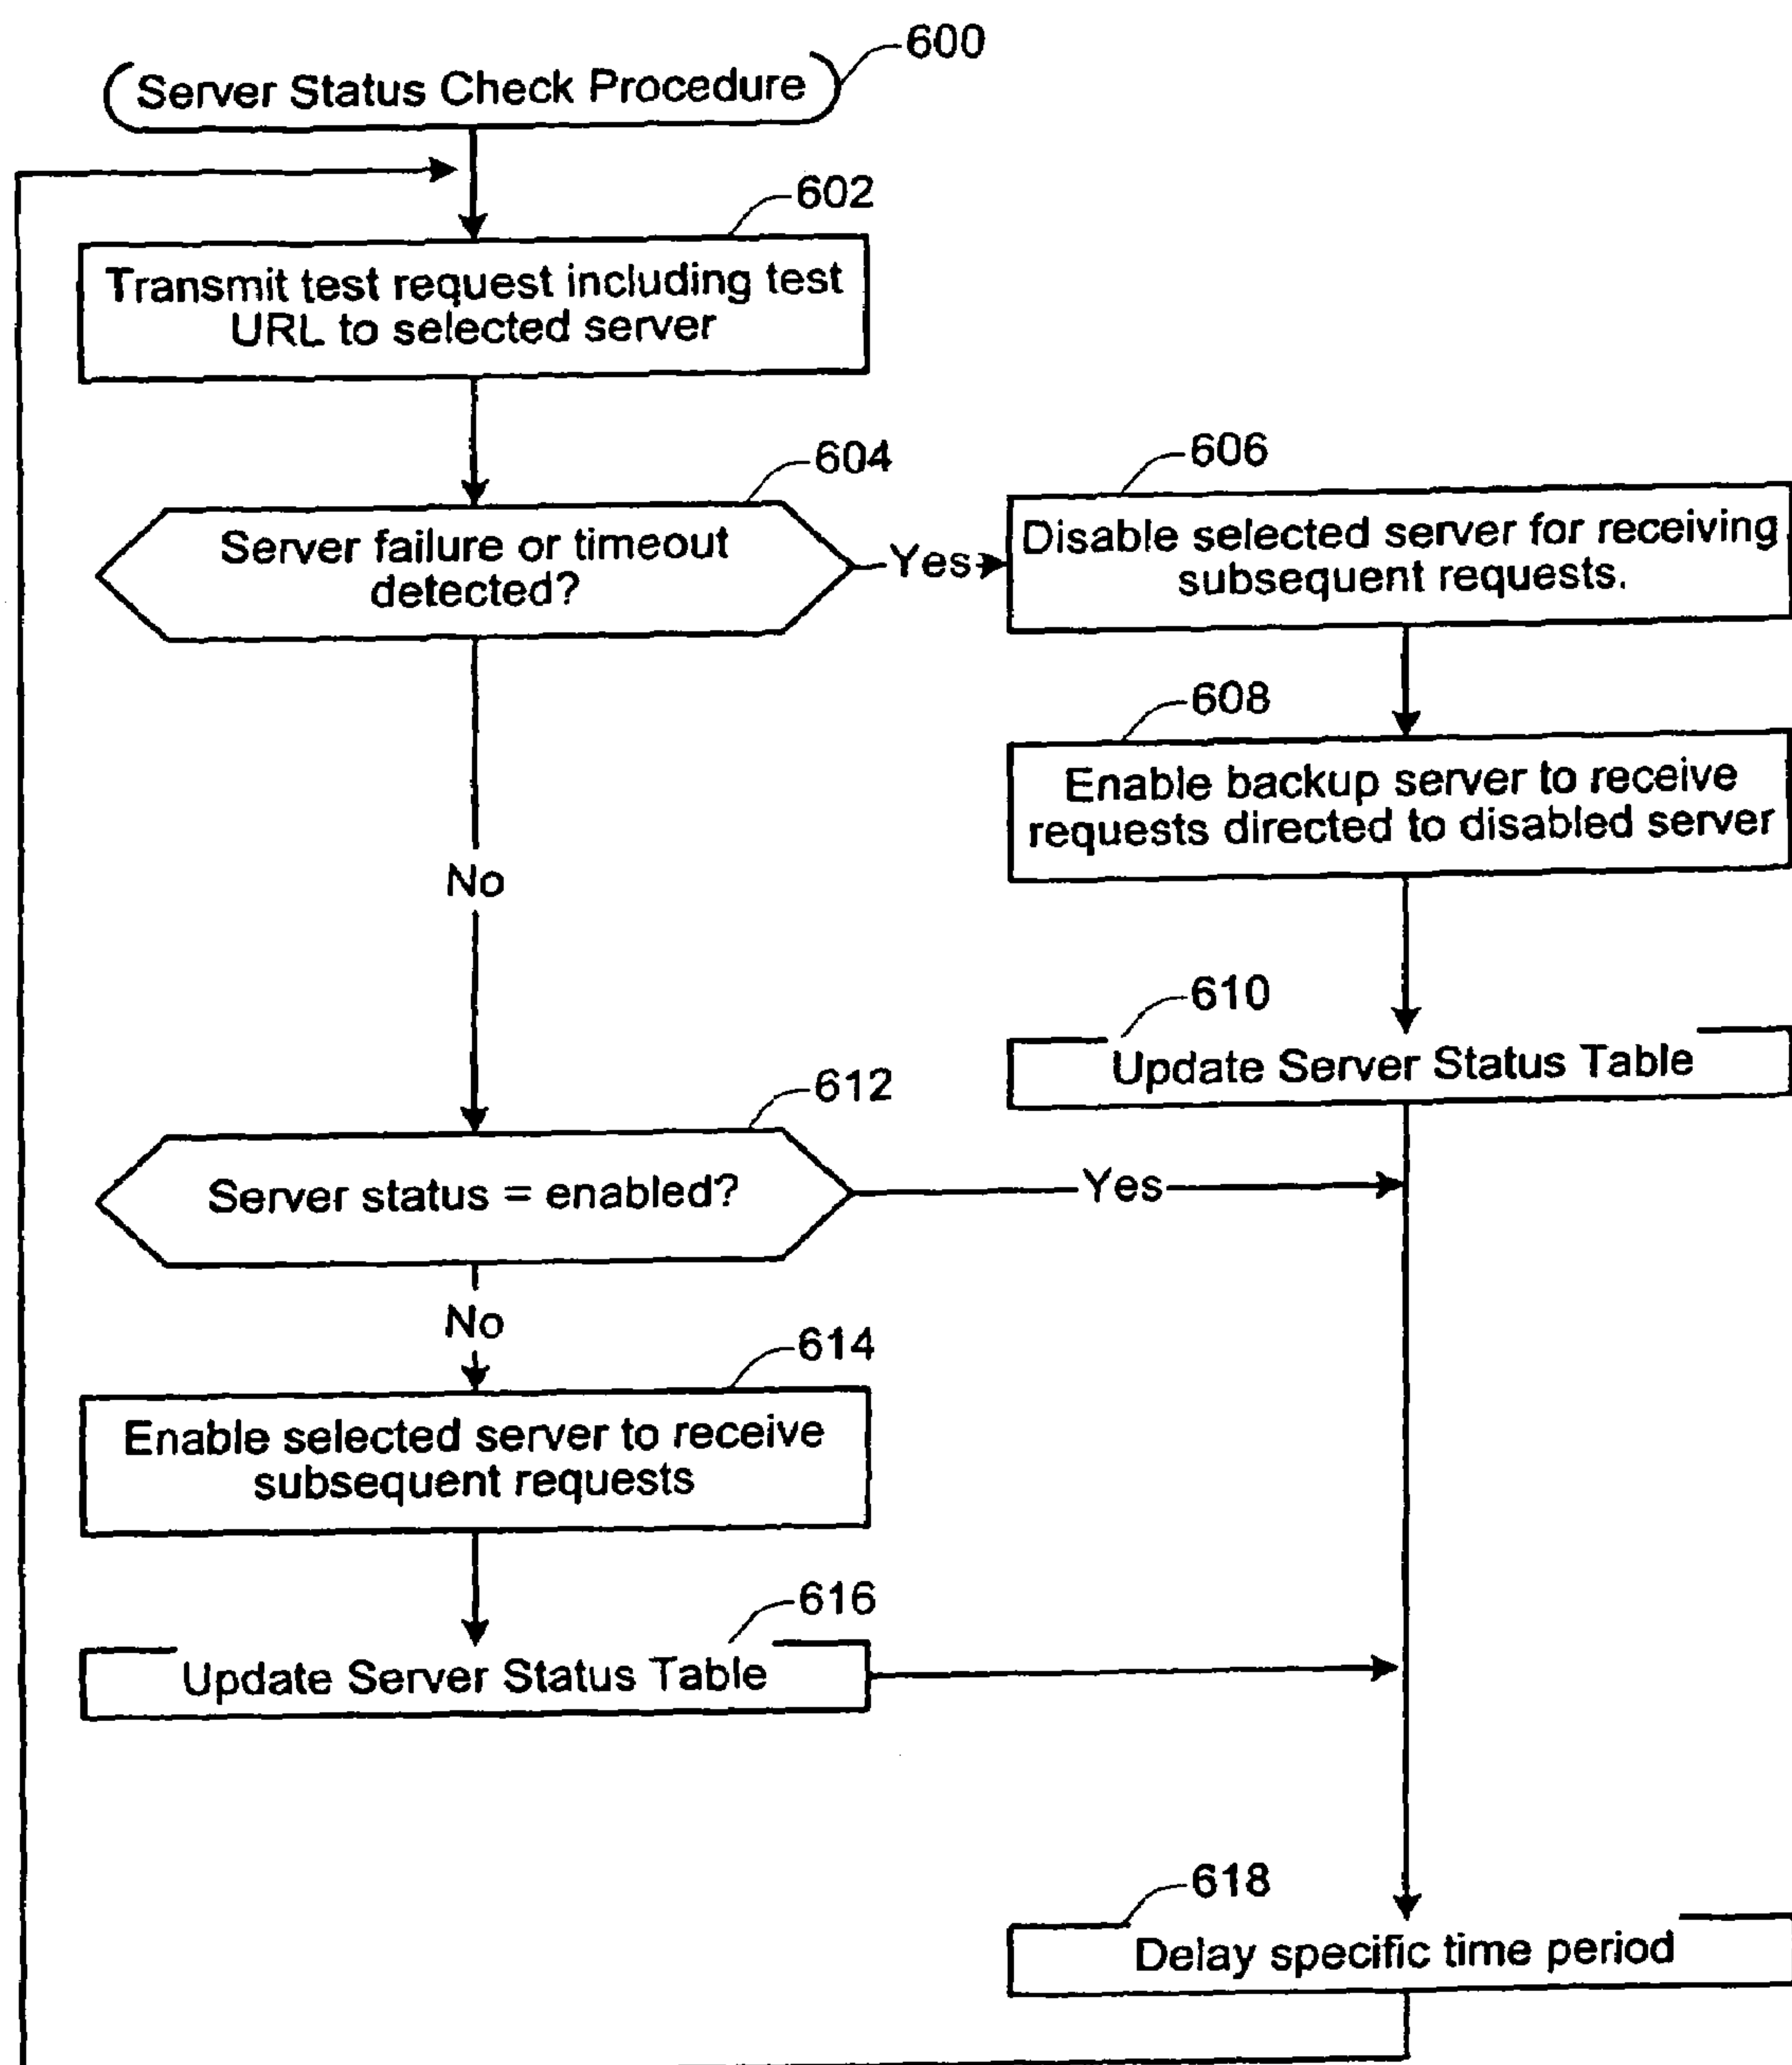 600
Server Status Check Procedure
602
Transmit test request including test
URL to selected server
604
Server failure or timeout
detected?
Yes
606
Disable selected server for receiving
subsequent requests.
608
Enable backup server to receive
requests directed to disabled server
610
Update Server Status Table
No
612
Server status = enabled?
Yes
No
614
Enable selected server to receive
subsequent requests
616
Update Server Status Table
618
Delay specific time period